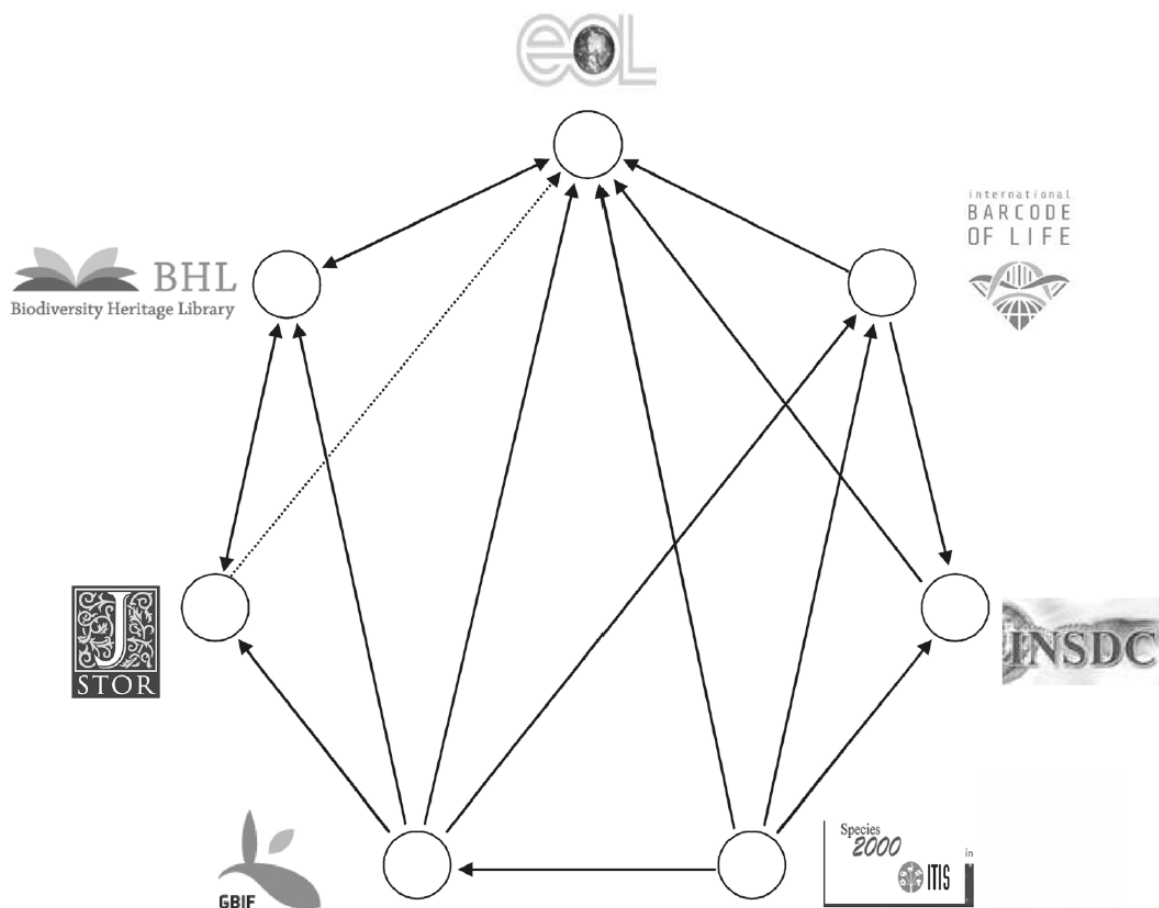 eOL
international
BARCODE
OF LIFE
BHL
Biodiversity Heritage Library
J
STOR
INSDC
GBIF
Species
2000
in
ITIS